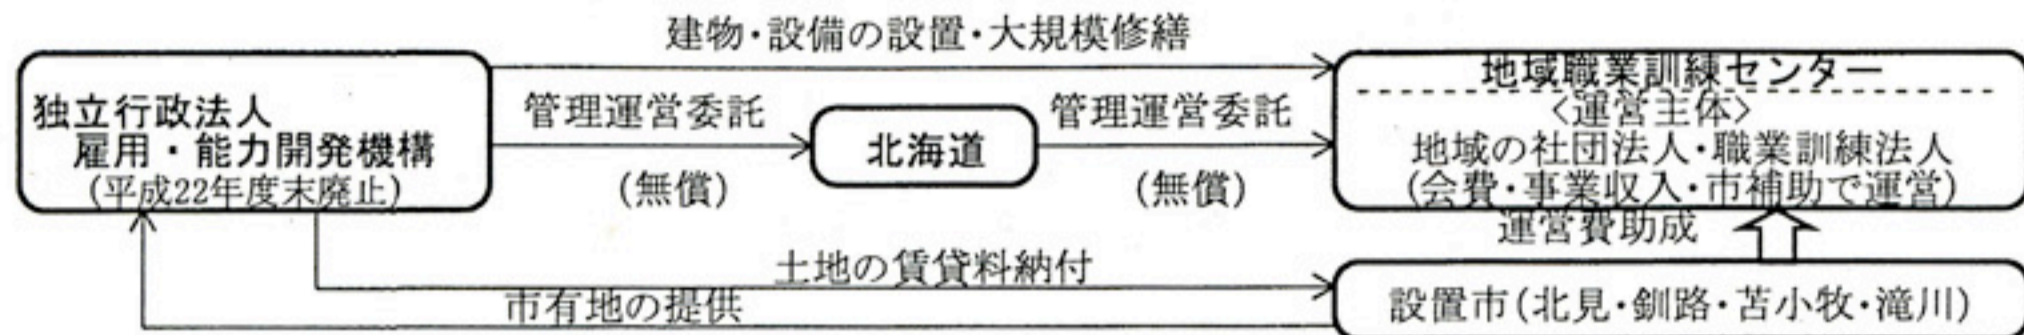 建物・設備の設置・大規模修繕
独立行政法人
雇用・能力開発機構
(平成22年度末廃止)
管理運営委託
(無償)
北海道
管理運営委託
(無償)
地域職業訓練センター
<運営主体>
地域の社団法人・職業訓練法人
(会費・事業収入・市補助で運営)
運営費助成
土地の賃貸料納付
市有地の提供
設置市(北見・釧路・苫小牧・滝川)